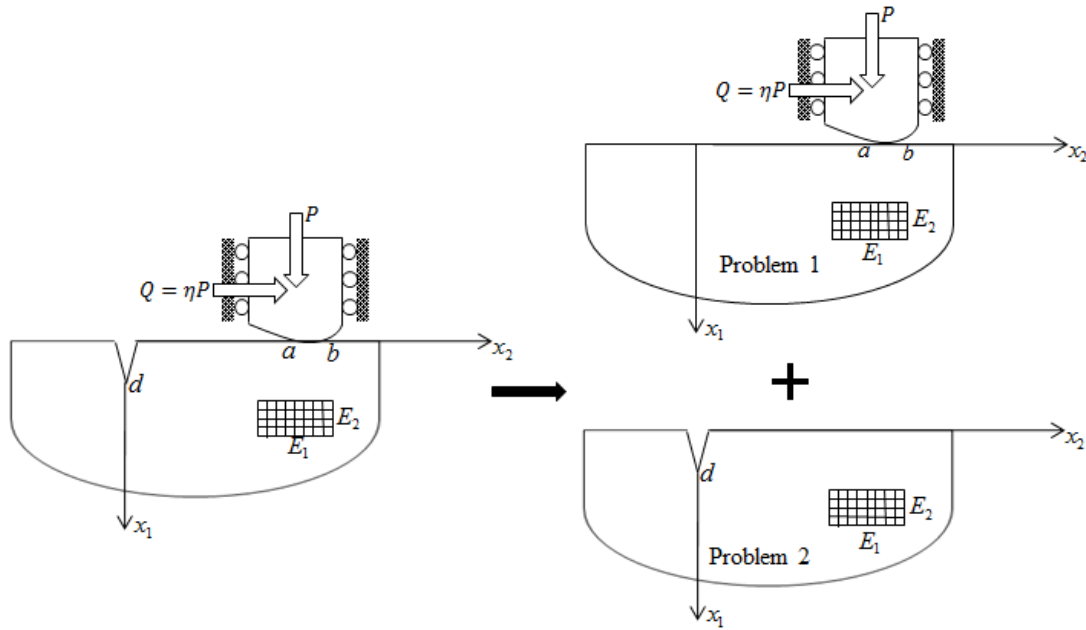 P
Q = ηP
a b
x₂
d
E₂
E₁
x₁
P
Q = ηP
a b
x₂
E₂
E₁
Problem 1
x₁
+
x₂
d
E₂
E₁
Problem 2
x₁